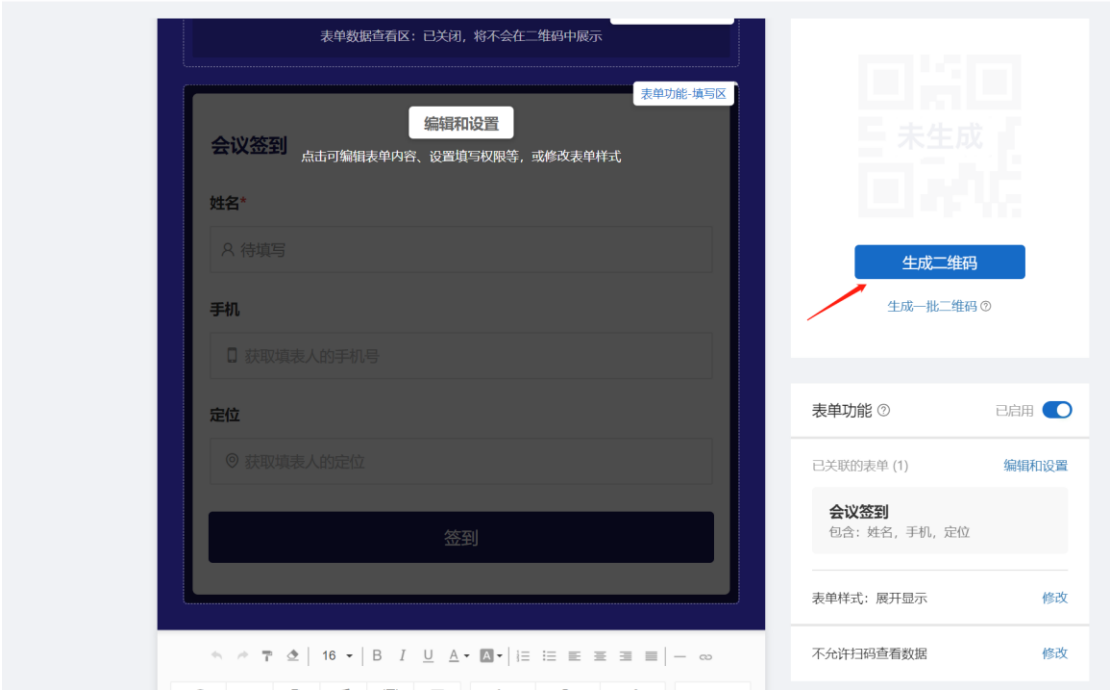 表单数据查看区：已关闭，将不会在二维码中展示
表单功能-填写区
编辑和设置
会议签到
点击可编辑表单内容、设置填写权限等，或修改表单样式
姓名*
待填写
手机
获取填表人的手机号
定位
获取填表人的定位
签到
16 B I U A A
未生成
生成二维码
生成一批二维码?
表单功能?
已启用
已关联的表单 (1)
编辑和设置
会议签到
包含：姓名，手机，定位
表单样式：展开显示
修改
不允许扫码查看数据
修改